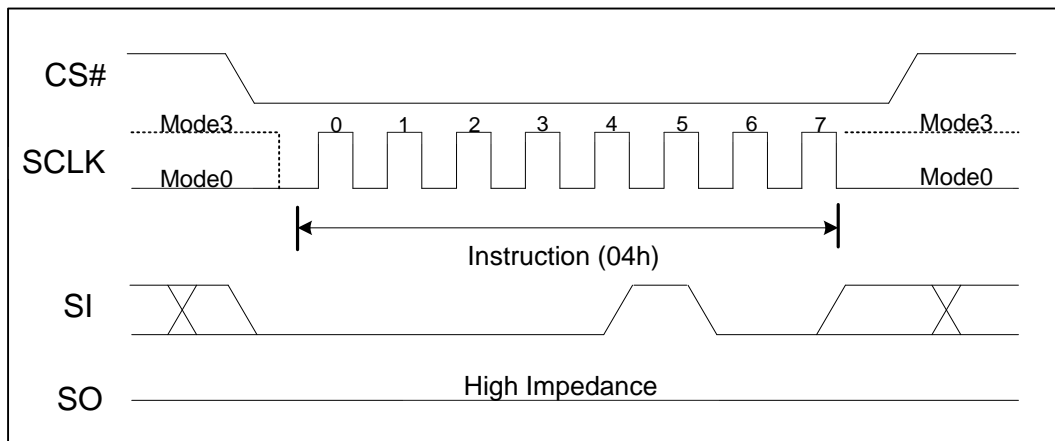 CS#
Mode3 0 1 2 3 4 5 6 7 Mode3
SCLK
Mode0 Mode0
Instruction (04h)
SI
High Impedance
SO